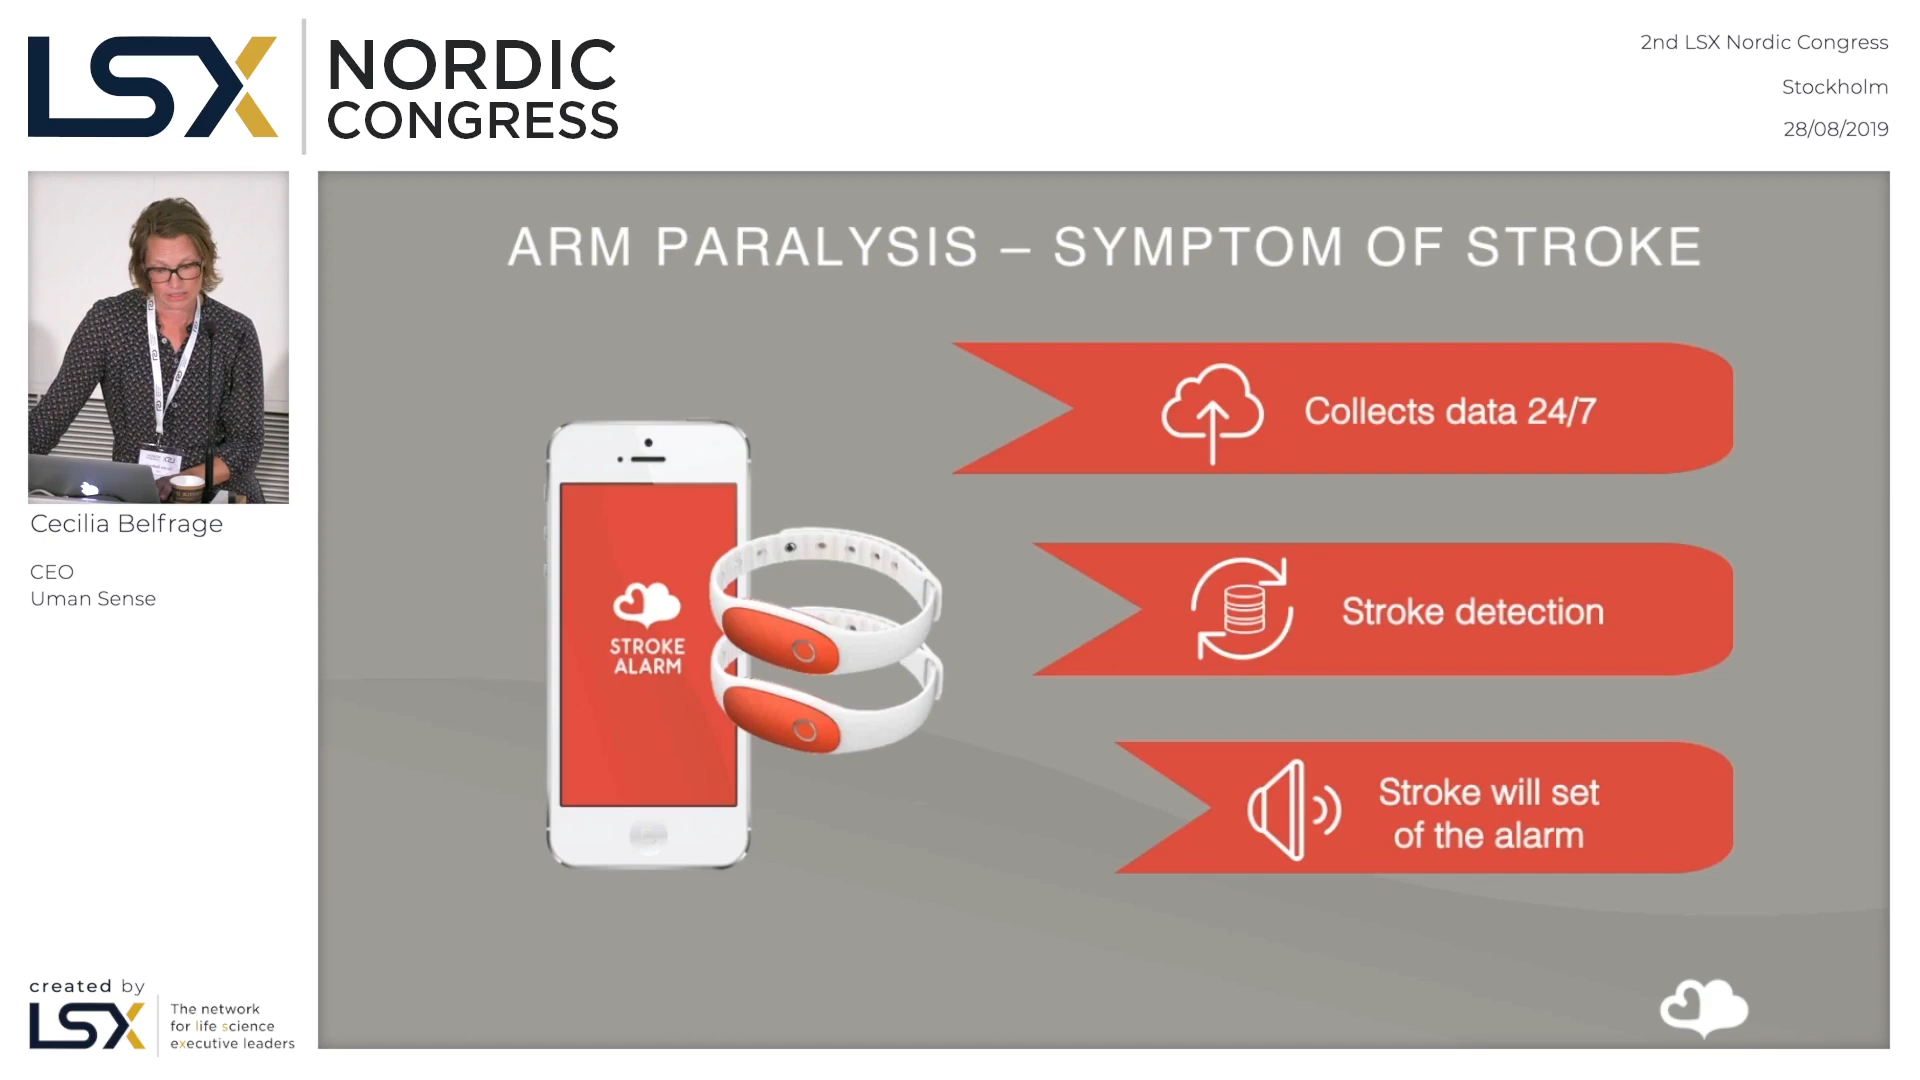 LSX
NORDIC
CONGRESS
2nd LSX Nordic Congress
Stockholm
28/08/2019
Cecilia Belfrage
CEO
Uman Sense
ARM PARALYSIS – SYMPTOM OF STROKE
STROKE
ALARM
Collects data 24/7
Stroke detection
Stroke will set
of the alarm
created by
LSX
The network
for life science
executive leaders